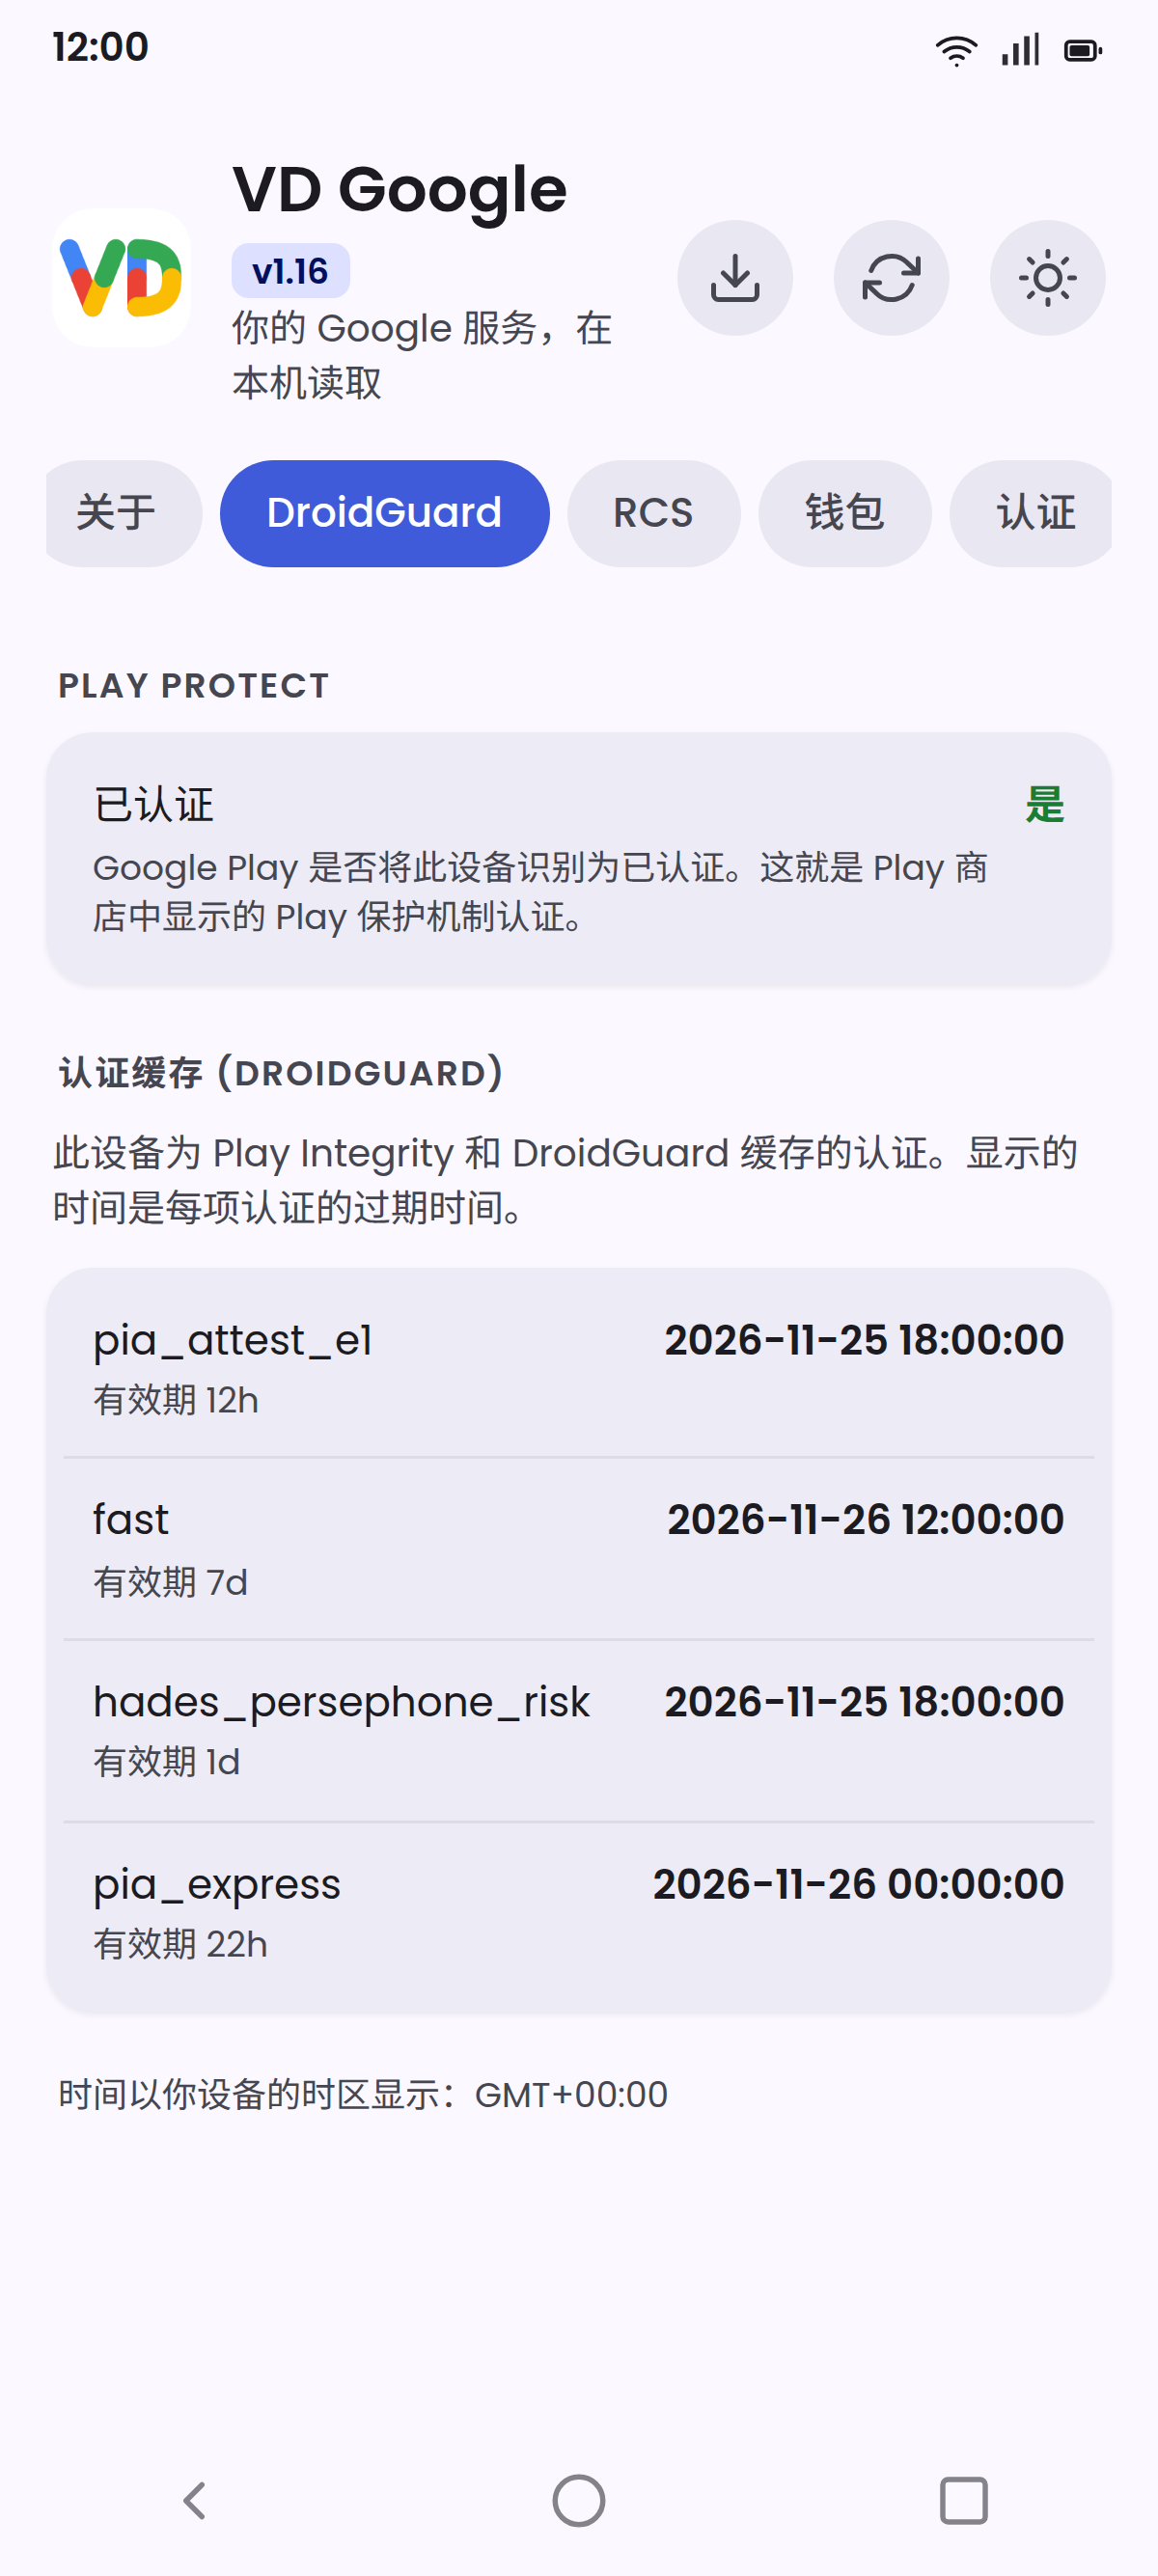 12:00
VD
VD Google
v1.16
你的 Google 服务，在
本机读取
关于
DroidGuard
RCS
钱包
认证
PLAY PROTECT
已认证
是
Google Play 是否将此设备识别为已认证。这就是 Play 商
店中显示的 Play 保护机制认证。
认证缓存 (DROIDGUARD)
此设备为 Play Integrity 和 DroidGuard 缓存的认证。显示的
时间是每项认证的过期时间。
pia_attest_e1
2026-11-25 18:00:00
有效期 12h
fast
2026-11-26 12:00:00
有效期 7d
hades_persephone_risk
2026-11-25 18:00:00
有效期 1d
pia_express
2026-11-26 00:00:00
有效期 22h
时间以你设备的时区显示：GMT+00:00